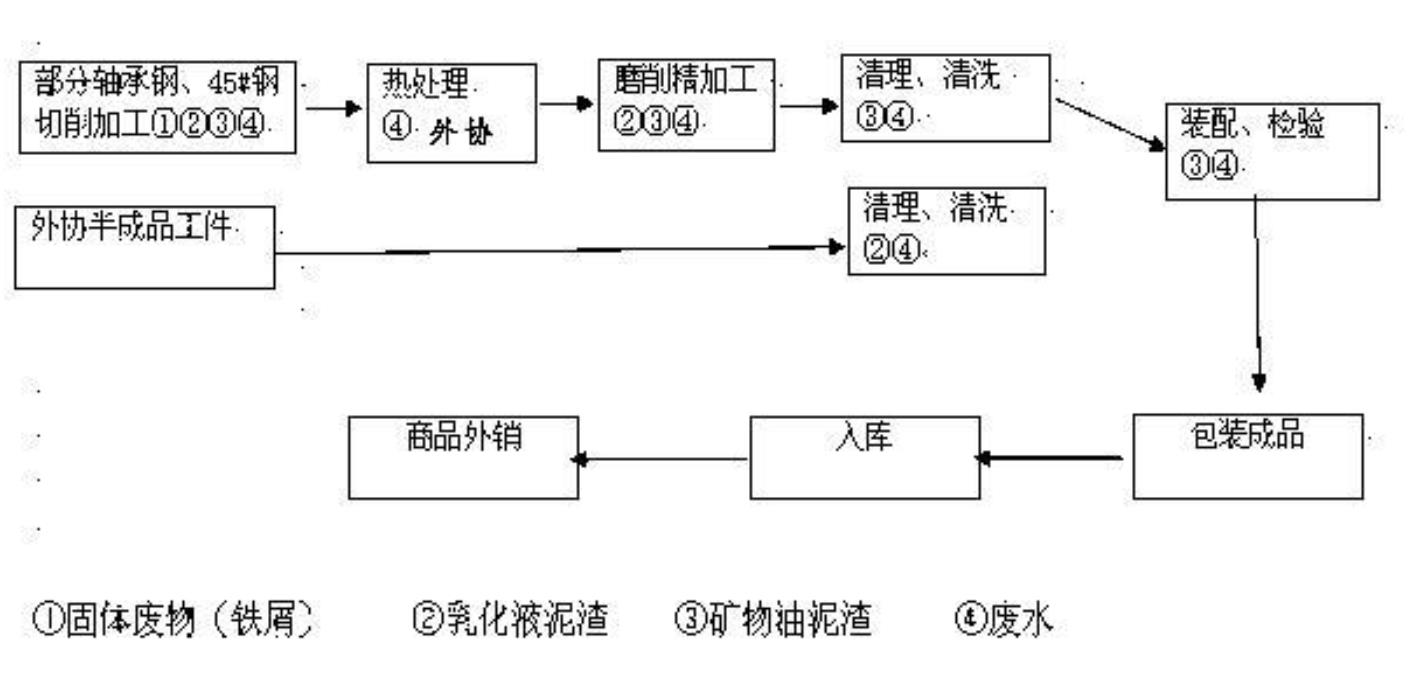 部分轴承钢、45#钢
切削加工①②③④
热处理
④ 外协
磨削精加工
②③④
清理、清洗
③④
装配、检验
③④
外协半成品工件
清理、清洗
②④
商品外销
入库
包装成品
①固体废物（铁屑） ②乳化液泥渣 ③矿物油泥渣 ④废水